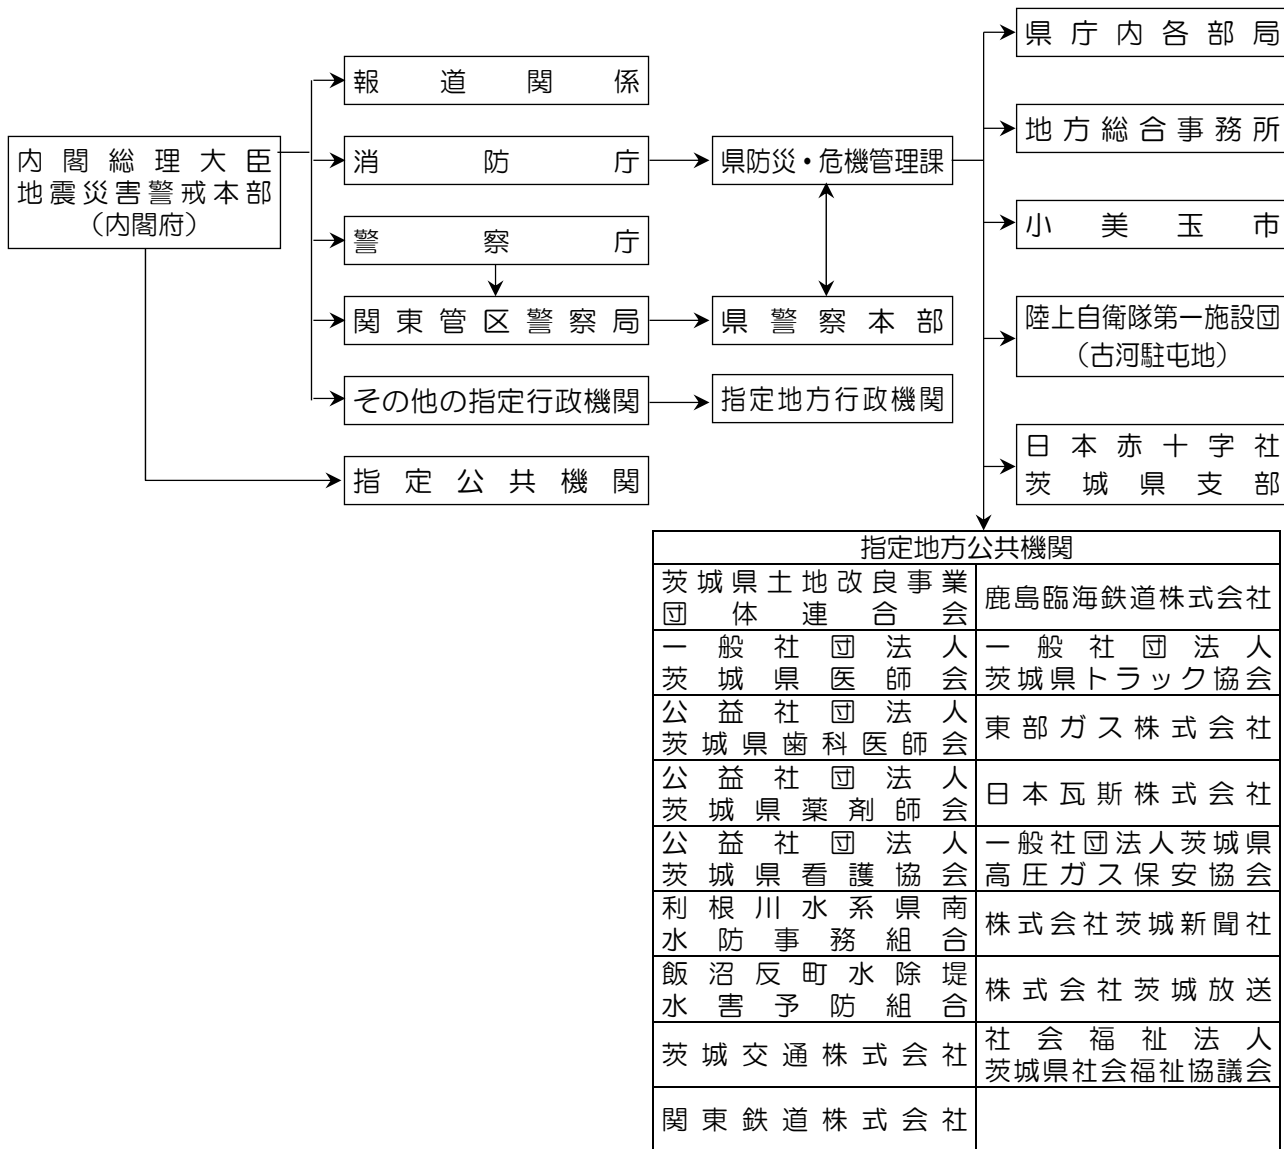 内閣総理大臣
地震災害警戒本部
（内閣府）
報道関係
消防庁
警察庁
関東管区警察局
その他の指定行政機関
指定公共機関
県防災・危機管理課
県警察本部
指定地方行政機関
県庁内各部局
地方総合事務所
小美玉市
陸上自衛隊第一施設団
（古河駐屯地）
日本赤十字社
茨城県支部
指定地方公共機関
茨城県土地改良事業
団体連合会
鹿島臨海鉄道株式会社
一般社団法人
茨城県医師会
一般社団法人
茨城県トラック協会
公益社団法人
茨城県歯科医師会
東部ガス株式会社
公益社団法人
茨城県薬剤師会
日本瓦斯株式会社
公益社団法人
茨城県看護協会
一般社団法人茨城県
高圧ガス保安協会
利根川水系県南
水防事務組合
株式会社茨城新聞社
飯沼反町水除堤
水害予防組合
株式会社茨城放送
茨城交通株式会社
社会福祉法人
茨城県社会福祉協議会
関東鉄道株式会社